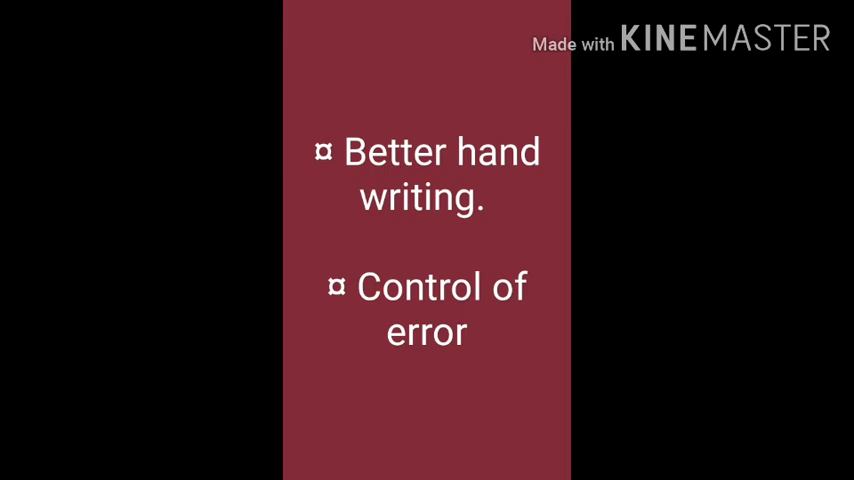 Made with KINEMASTER
¤ Better hand
writing.
¤ Control of
error